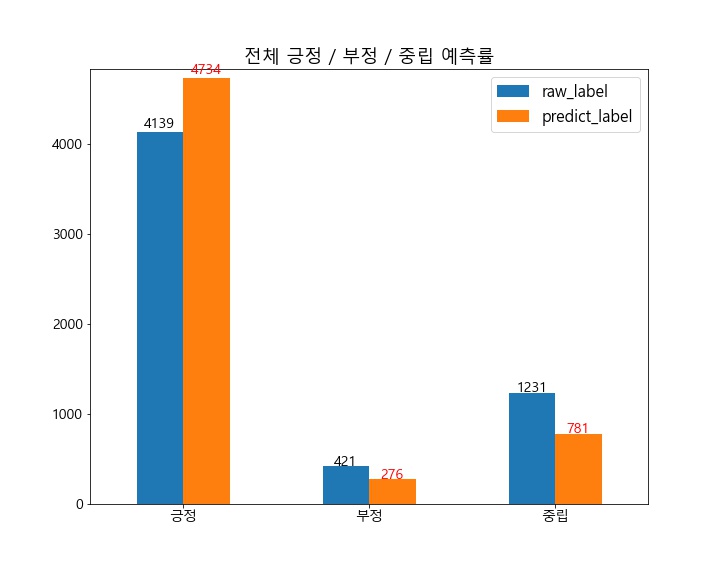 전체 긍정 / 부정 / 중립 예측률
raw_label
predict_label
4734
4139
421
276
1231
781
4000
3000
2000
1000
0
긍정
부정
중립